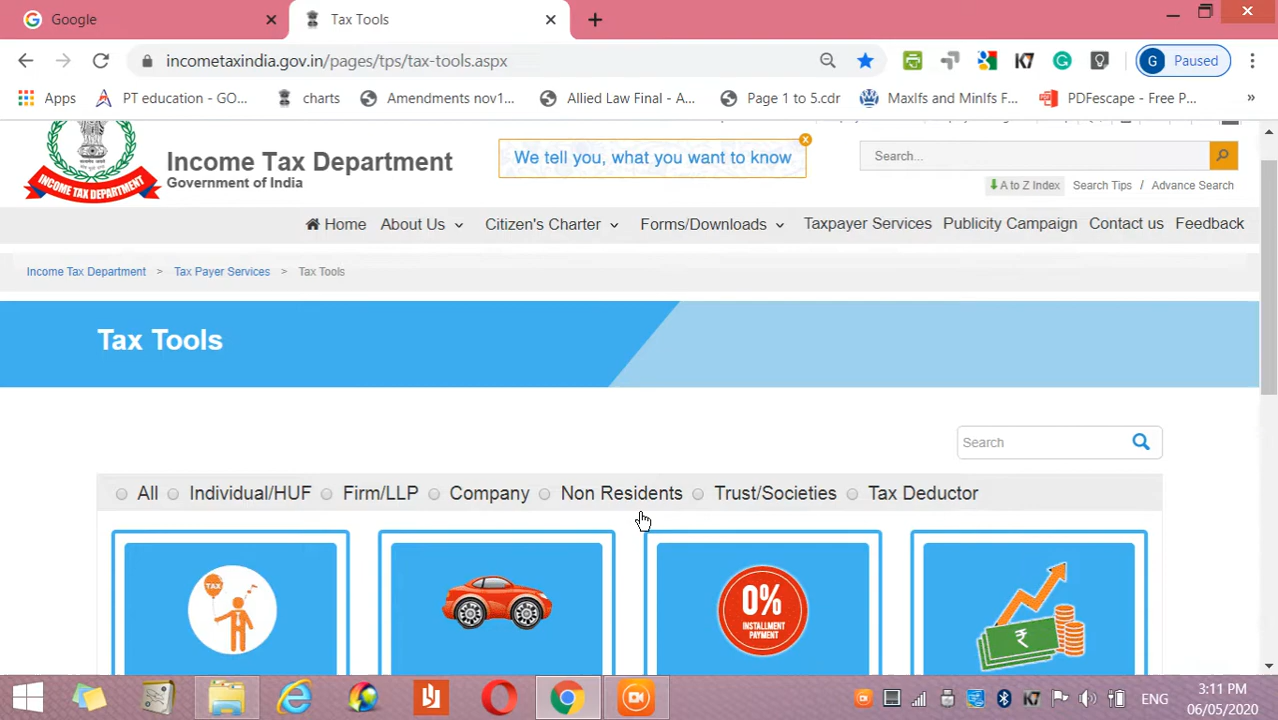 Google
Tax Tools
incometaxindia.gov.in/pages/tps/tax-tools.aspx
G Paused
Apps
PT education - GO...
charts
Amendments nov1...
Allied Law Final - A...
Page 1 to 5.cdr
MaxIfs and MinIfs F...
PDFescape - Free P...
»
INCOME TAX DEPARTMENT
Income Tax Department
Government of India
We tell you, what you want to know
Search...
A to Z Index
Search Tips /
Advance Search
Home
About Us
Citizen's Charter
Forms/Downloads
Taxpayer Services
Publicity Campaign
Contact us
Feedback
Income Tax Department > Tax Payer Services > Tax Tools
Tax Tools
Search
All
Individual/HUF
Firm/LLP
Company
Non Residents
Trust/Societies
Tax Deductor
TAX
0%
INSTALLMENT
PAYMENT
₹
ENG
3:11 PM
06/05/2020